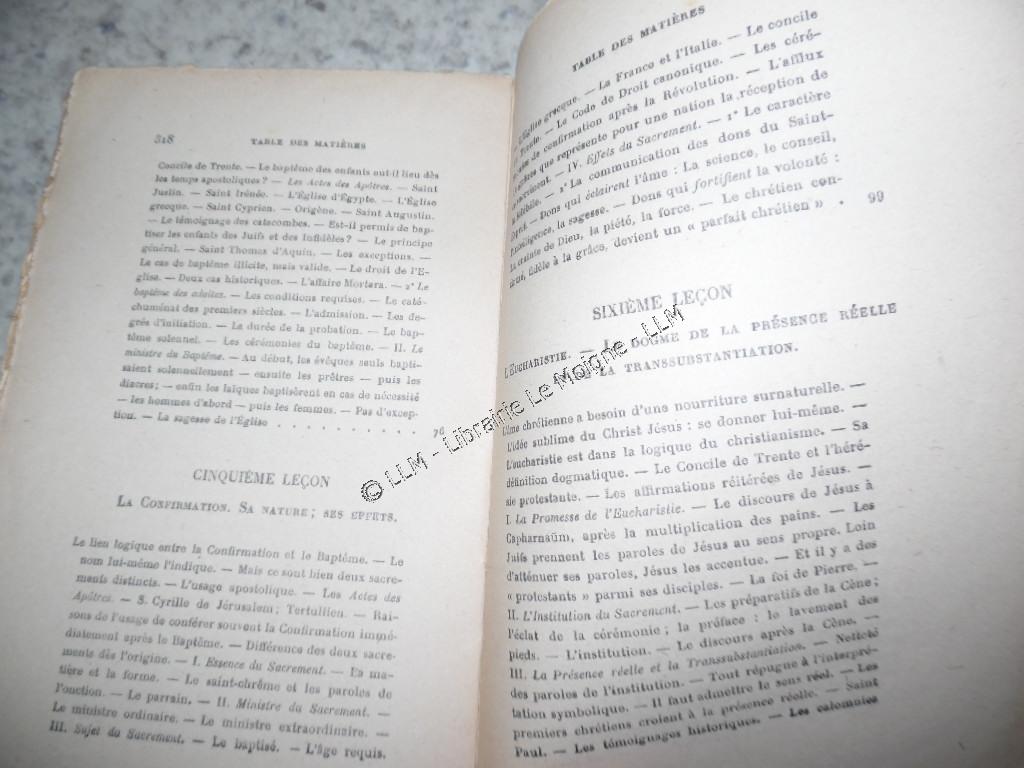 318 TABLE DES MATIÈRES
Concile de Trente. — Le baptême des enfants eut-il lieu dès
les temps apostoliques ? — Les Actes des Apôtres. — Saint
Justin. — Saint Irénée. — L'Église d'Égypte. — L'Église
grecque. — Saint Cyprien. — Origène. — Saint Augustin.
— Le témoignage des catacombes. — Est-il permis de bap-
tiser les enfants des Juifs et des Infidèles ? — Le principe
général. — Saint Thomas d'Aquin. — Les exceptions. —
Le cas de baptême illicite, mais valide. — Le droit de l'É-
glise. — Deux cas historiques. — L'affaire Mortara. — 2° Le
baptême des adultes. — Les conditions requises. — Le caté-
chuménat des premiers siècles. — L'admission. — Les de-
grés d'initiation. — La durée de la probation. — Le bap-
tême solennel. — Les cérémonies du baptême. — II. Le
ministre du Baptême. — Au début, les évêques seuls bapti-
saient solennellement — ensuite les prêtres — puis les
diacres ; — enfin les laïques baptisèrent en cas de nécessité
— les hommes d'abord — puis les femmes. — Pas d'excep-
tion. — La sagesse de l'Église . . . . . . . . . . 76
CINQUIÈME LEÇON
LA CONFIRMATION. SA NATURE ; SES EFFETS.
Le lien logique entre la Confirmation et le Baptême. — Le
nom lui-même l'indique. — Mais ce sont bien deux sacre-
ments distincts. — L'usage apostolique. — Les Actes des
Apôtres. — S. Cyrille de Jérusalem ; Tertullien. — Rai-
sons de l'usage de conférer souvent la Confirmation immé-
diatement après le Baptême. — Différence des deux sacre-
ments dès l'origine. — I. Essence du Sacrement. — La ma-
tière et la forme. — Le saint-chrême et les paroles de
l'onction. — Le parrain. — II. Ministre du Sacrement. —
Le ministre ordinaire. — Le ministre extraordinaire. —
III. Sujet du Sacrement. — Le baptisé. — L'âge requis.
TABLE DES MATIÈRES
L'Église grecque. — La France et l'Italie. — Le concile
de Trente. — Le Code de Droit canonique. — Les céré-
de confirmation après la Révolution. — L'afflux
que représente pour une nation la réception de
sacrement. — IV. Effets du Sacrement. — 1° Le caractère
indélébile. — 2° La communication des dons du Saint-
Esprit. — Dons qui éclairent l'âme : La science, le conseil,
l'intelligence, la sagesse. — Dons qui fortifient la volonté :
La crainte de Dieu, la piété, la force. — Le chrétien con-
firmé, fidèle à la grâce, devient un « parfait chrétien » . 99
SIXIÈME LEÇON
L'EUCHARISTIE. — LE DOGME DE LA PRÉSENCE RÉELLE
ET DE LA TRANSSUBSTANTIATION.
L'âme chrétienne a besoin d'une nourriture surnaturelle. —
L'idée sublime du Christ Jésus : se donner lui-même. —
L'eucharistie est dans la logique du christianisme. — Sa
définition dogmatique. — Le Concile de Trente et l'héré-
sie protestante. — Les affirmations réitérées de Jésus. —
I. La Promesse de l'Eucharistie. — Le discours de Jésus à
Capharnaüm, après la multiplication des pains. — Les
Juifs prennent les paroles de Jésus au sens propre. Loin
d'atténuer ses paroles, Jésus les accentue. — Et il y a des
« protestants » parmi ses disciples. — La foi de Pierre. —
II. L'Institution du Sacrement. — Les préparatifs de la Cène ;
l'éclat de la cérémonie ; la préface : le lavement des
pieds. — L'institution. — Le discours après la Cène. —
III. La Présence réelle et la Transsubstantiation. — Netteté
des paroles de l'institution. — Tout répugne à l'interpré-
tation symbolique. — Il faut admettre le sens réel. — Les
premiers chrétiens croient à la présence réelle. — Saint
Paul. — Les témoignages historiques. — Les calomnies
© LLM - Librairie Le Moigne - LLM